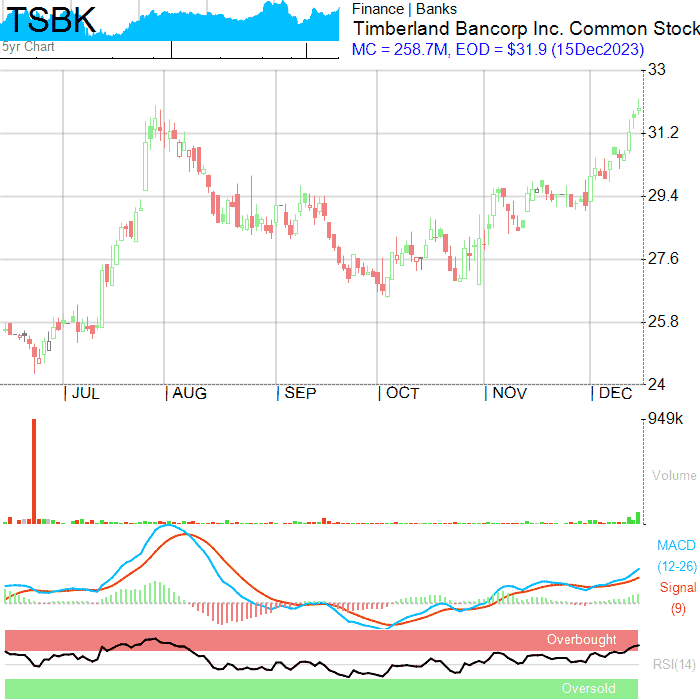 TSBK
5yr Chart
Finance | Banks
Timberland Bancorp Inc. Common Stock
MC = 258.7M, EOD = $31.9 (15Dec2023)
33
31.2
29.4
27.6
25.8
24
JUL AUG SEP OCT NOV DEC
949k
Volume
MACD
(12-26)
Signal
(9)
Overbought
RSI(14)
Oversold